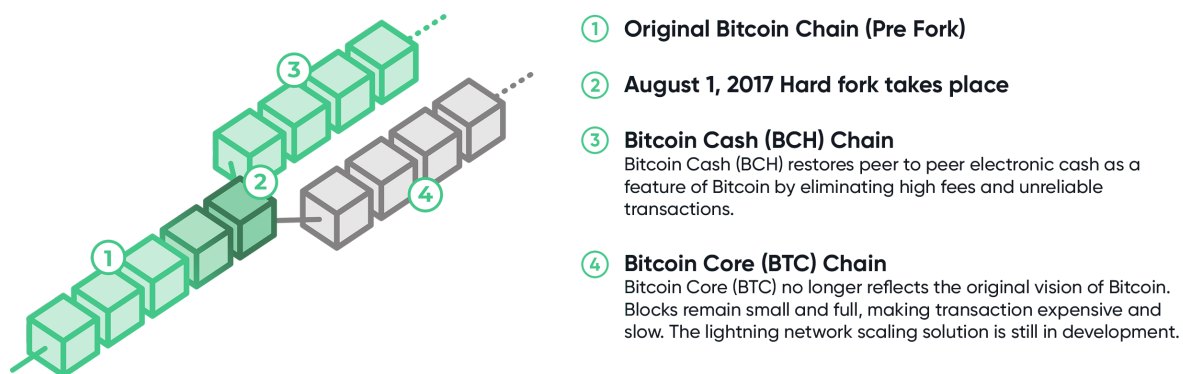 3
2
4
1
1 Original Bitcoin Chain (Pre Fork)
2 August 1, 2017 Hard fork takes place
3 Bitcoin Cash (BCH) Chain
Bitcoin Cash (BCH) restores peer to peer electronic cash as a
feature of Bitcoin by eliminating high fees and unreliable
transactions.
4 Bitcoin Core (BTC) Chain
Bitcoin Core (BTC) no longer reflects the original vision of Bitcoin.
Blocks remain small and full, making transaction expensive and
slow. The lightning network scaling solution is still in development.